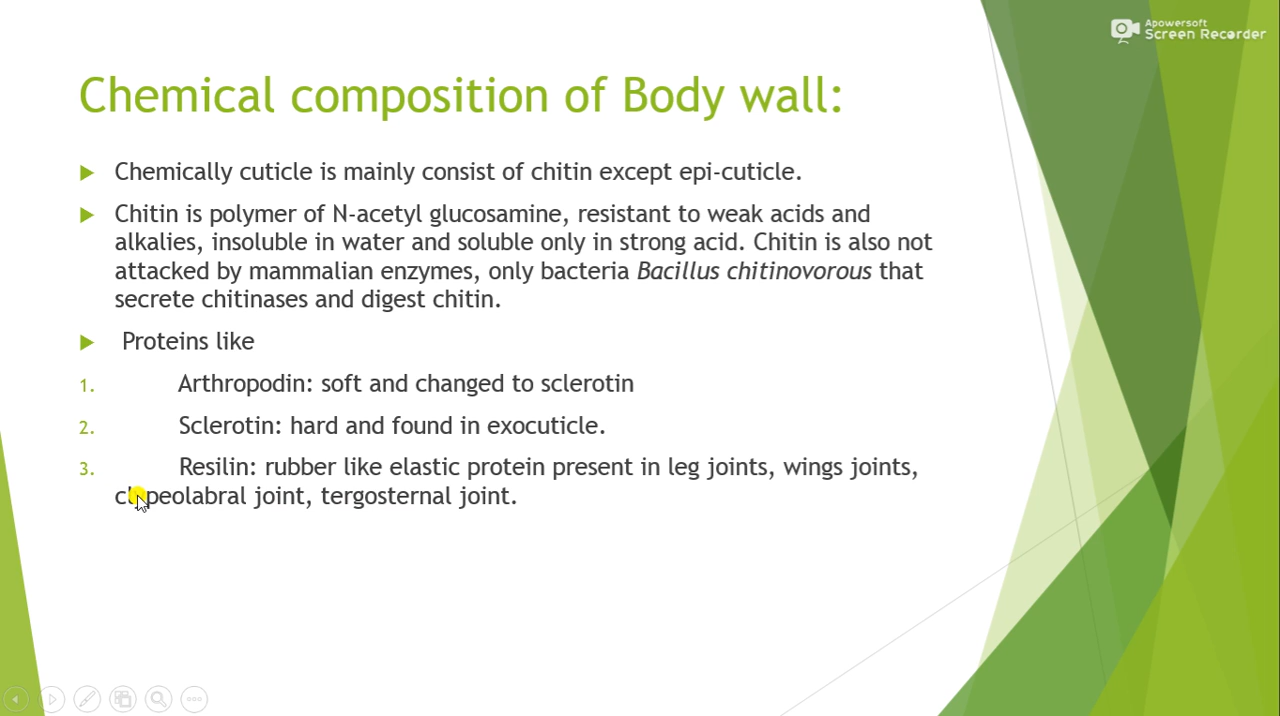 Apowersoft
Screen Recorder
Chemical composition of Body wall:
Chemically cuticle is mainly consist of chitin except epi-cuticle.
Chitin is polymer of N-acetyl glucosamine, resistant to weak acids and
alkalies, insoluble in water and soluble only in strong acid. Chitin is also not
attacked by mammalian enzymes, only bacteria Bacillus chitinovorous that
secrete chitinases and digest chitin.
Proteins like
1. Arthropodin: soft and changed to sclerotin
2. Sclerotin: hard and found in exocuticle.
3. Resilin: rubber like elastic protein present in leg joints, wings joints,
joint, tergosternal joint.